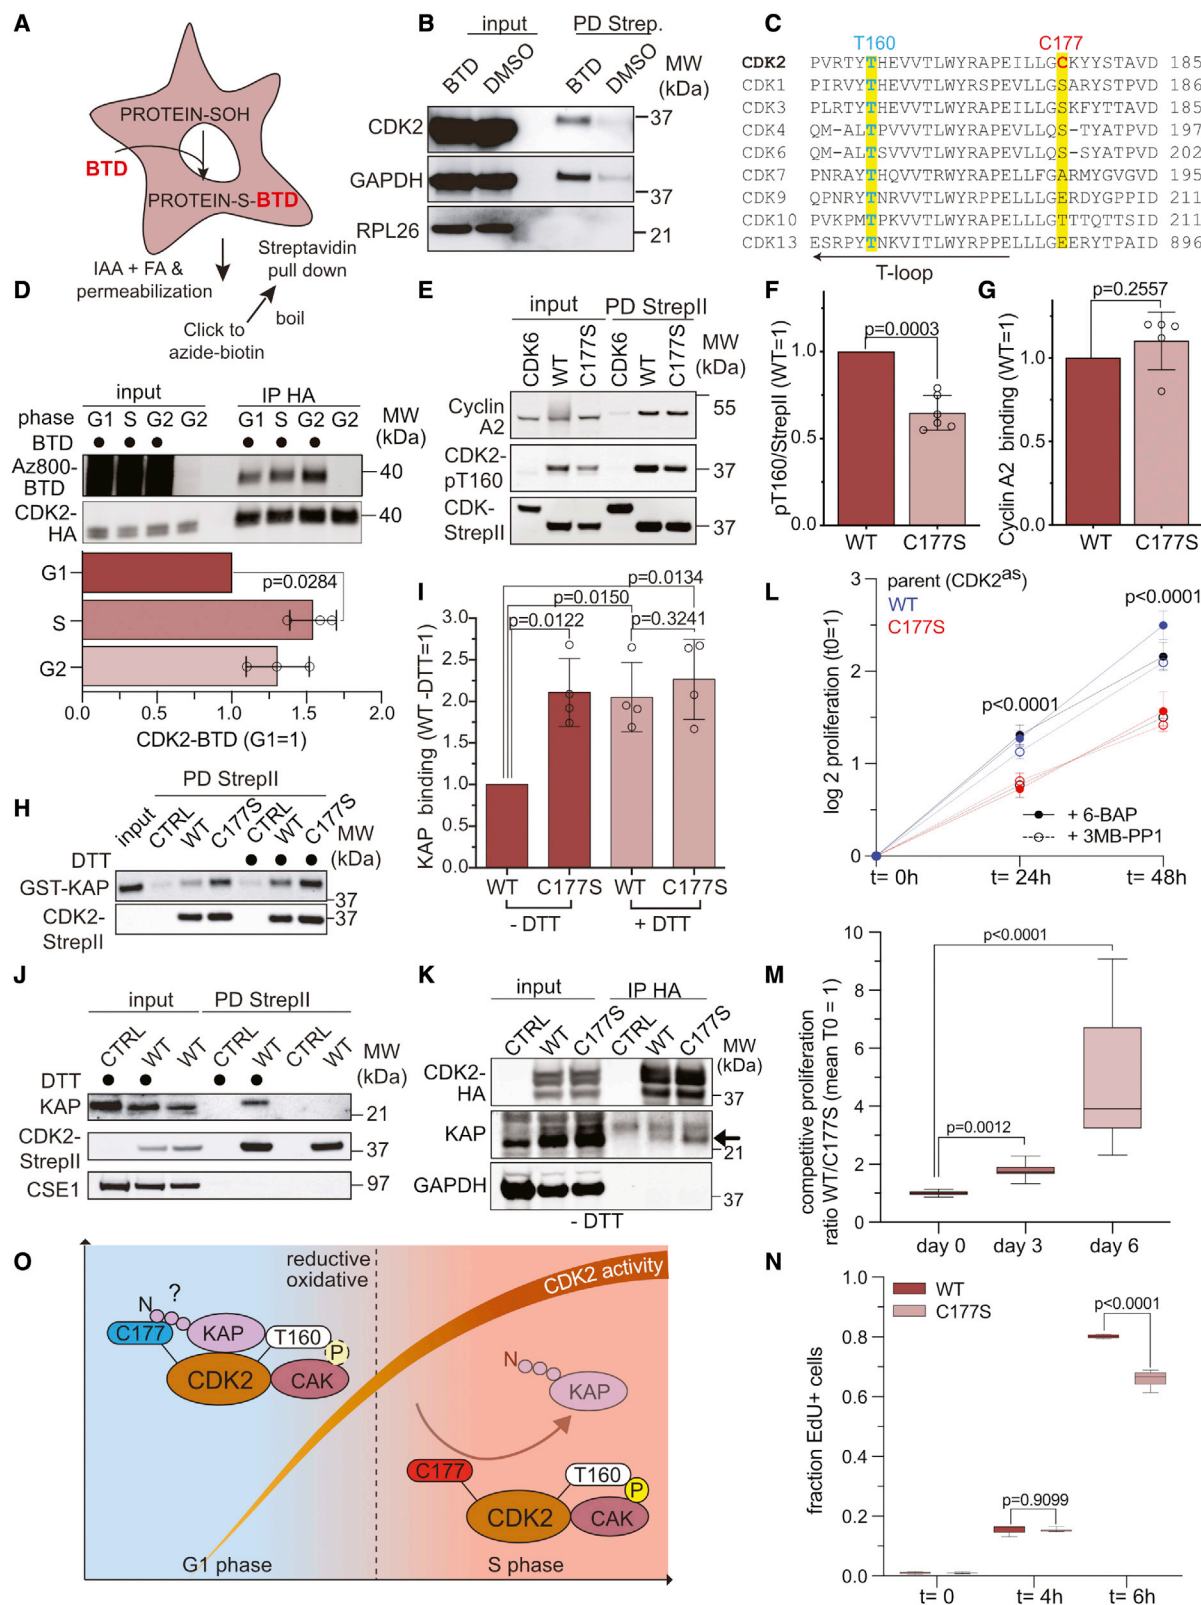 A
PROTEIN-SOH
BTD
PROTEIN-S-BTD
IAA + FA &
permeabilization
Click to
azide-biotin
boil
Streptavidin
pull down
B
input
PD Strep.
BTD
DMSO
BTD
DMSO
MW
(kDa)
CDK2
37
GAPDH
37
RPL26
21
C
T160
C177
CDK2 PVRTYTHEVVTLWYRAPEILLGCKYYSTAVD 185
CDK1 PIRVYTHEVVTLWYRSPEVLLGSARYSTPVD 186
CDK3 PLRTYTHEVVTLWYRAPEILLGSKFYTTAVD 185
CDK4 QM-ALTPVVVTLWYRAPEVLLQS-TYATPVD 197
CDK6 QM-ALTSVVVTLWYRAPEVLLQS-SYATPVD 202
CDK7 PNRAYTHQVVTRWYRAPELLFGARMYGVGVD 195
CDK9 QPNRYTNRVVTLWYRPPELLLGERDYGPPID 211
CDK10 PVKPMTPKVVTLWYRAPELLLGTTTQTTSID 211
CDK13 ESRPYTNKVITLWYRPPELLLGEERYTPAID 896
T-loop
D
input
IP HA
phase G1 S G2 G2 G1 S G2 G2 MW
(kDa)
BTD
Az800-
BTD
40
CDK2-
HA
40
G1
S
G2
p=0.0284
0.0 0.5 1.0 1.5 2.0
CDK2-BTD (G1=1)
E
input
PD StrepII
CDK6 WT C177S CDK6 WT C177S
MW
(kDa)
Cyclin
A2
55
CDK2-
pT160
37
CDK-
StrepII
37
F
pT160/StrepII (WT=1)
p=0.0003
1.0
0.5
0.0
WT C177S
G
Cyclin A2 binding (WT=1)
p=0.2557
1.0
0.5
0.0
WT C177S
H
PD StrepII
input CTRL WT C177S CTRL WT C177S
MW
(kDa)
DTT
GST-KAP
37
CDK2-
StrepII
37
I
KAP binding (WT -DTT=1)
p=0.0134
p=0.0150
p=0.0122
p=0.3241
3.0
2.5
2.0
1.5
1.0
0.5
0.0
WT C177S WT C177S
- DTT + DTT
J
input
PD StrepII
CTRL WT WT CTRL WT CTRL WT
MW
(kDa)
DTT
KAP
21
CDK2-
StrepII
37
CSE1
97
K
input
IP HA
CTRL WT C177S CTRL WT C177S
MW
(kDa)
CDK2-
HA
37
KAP
21
GAPDH
37
- DTT
L
parent (CDK2as)
WT
C177S
p<0.0001
p<0.0001
log 2 proliferation (t0=1)
3
2
1
0
+ 6-BAP
+ 3MB-PP1
t= 0h t= 24h t= 48h
M
competitive proliferation
ratio WT/C177S (mean T0 = 1)
10
8
6
4
2
0
p<0.0001
p=0.0012
day 0 day 3 day 6
N
fraction EdU+ cells
1.0
0.8
0.6
0.4
0.2
0.0
WT
C177S
p<0.0001
p=0.9099
t= 0 t= 4h t= 6h
O
reductive
oxidative
CDK2 activity
N
?
C177
KAP
T160
P
CDK2
CAK
N
KAP
C177
T160
P
CDK2
CAK
G1 phase
S phase